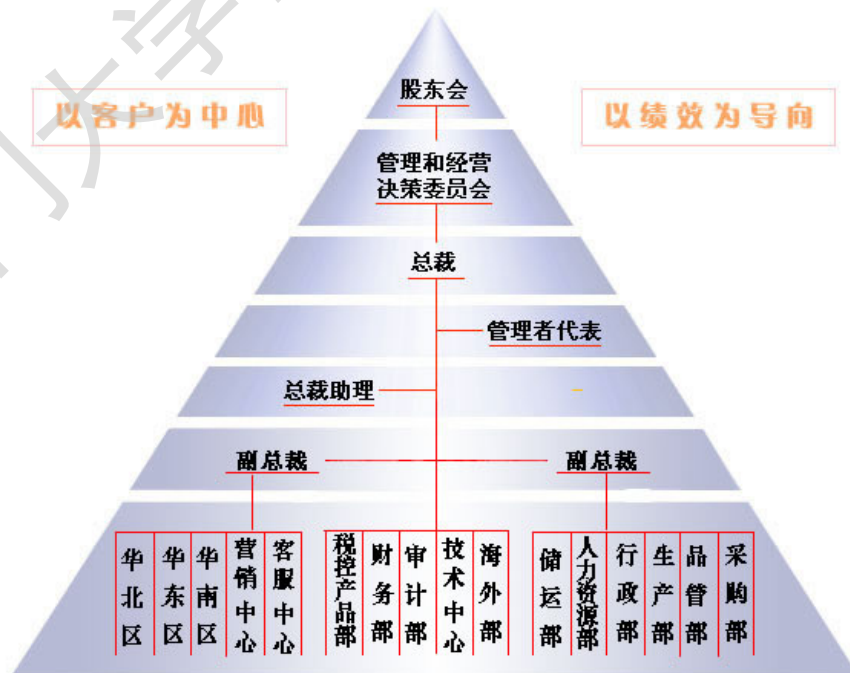 大学
股东会
以客户为中心
以绩效为导向
管理和经营
决策委员会
总裁
管理者代表
总裁助理
副总裁
副总裁
华北区
华东区
华南区
营销中心
客服中心
税控产品部
财务部
审计部
技术中心
海外部
储运部
人力资源部
行政部
生产部
品管部
采购部